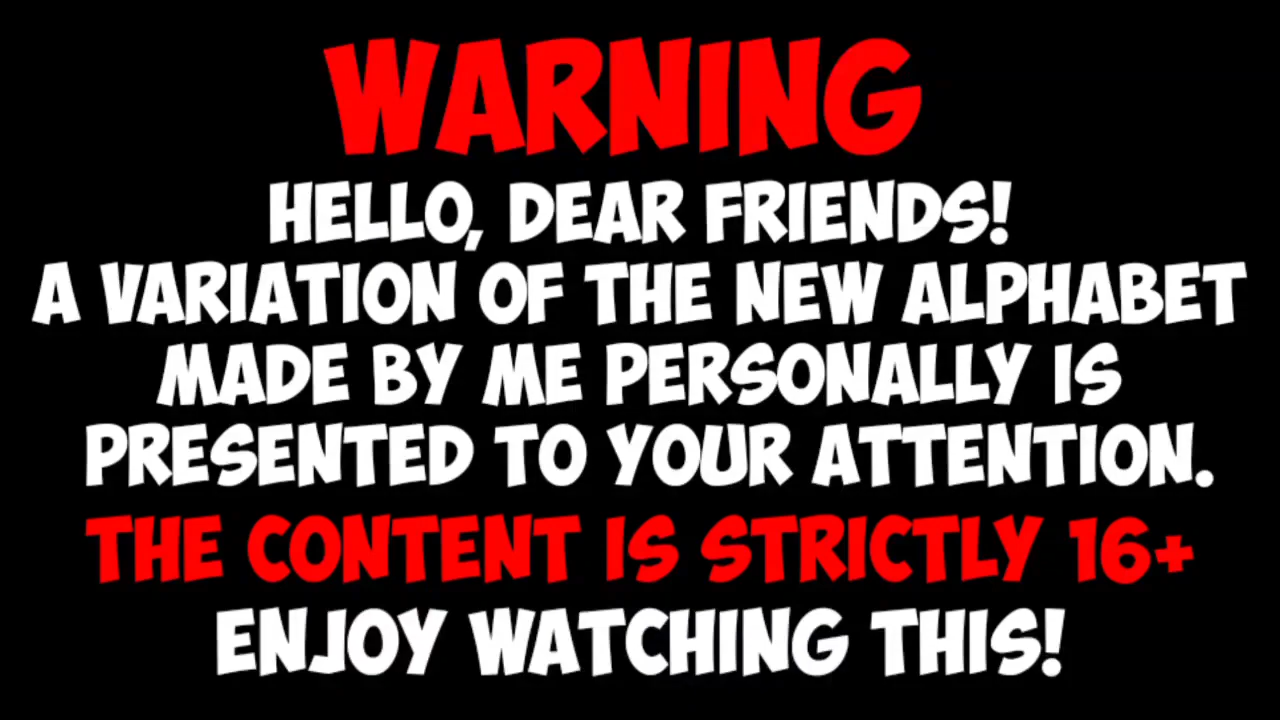 WARNING
HELLO, DEAR FRIENDS!
A VARIATION OF THE NEW ALPHABET
MADE BY ME PERSONALLY IS
PRESENTED TO YOUR ATTENTION.
THE CONTENT IS STRICTLY 16+
ENJOY WATCHING THIS!